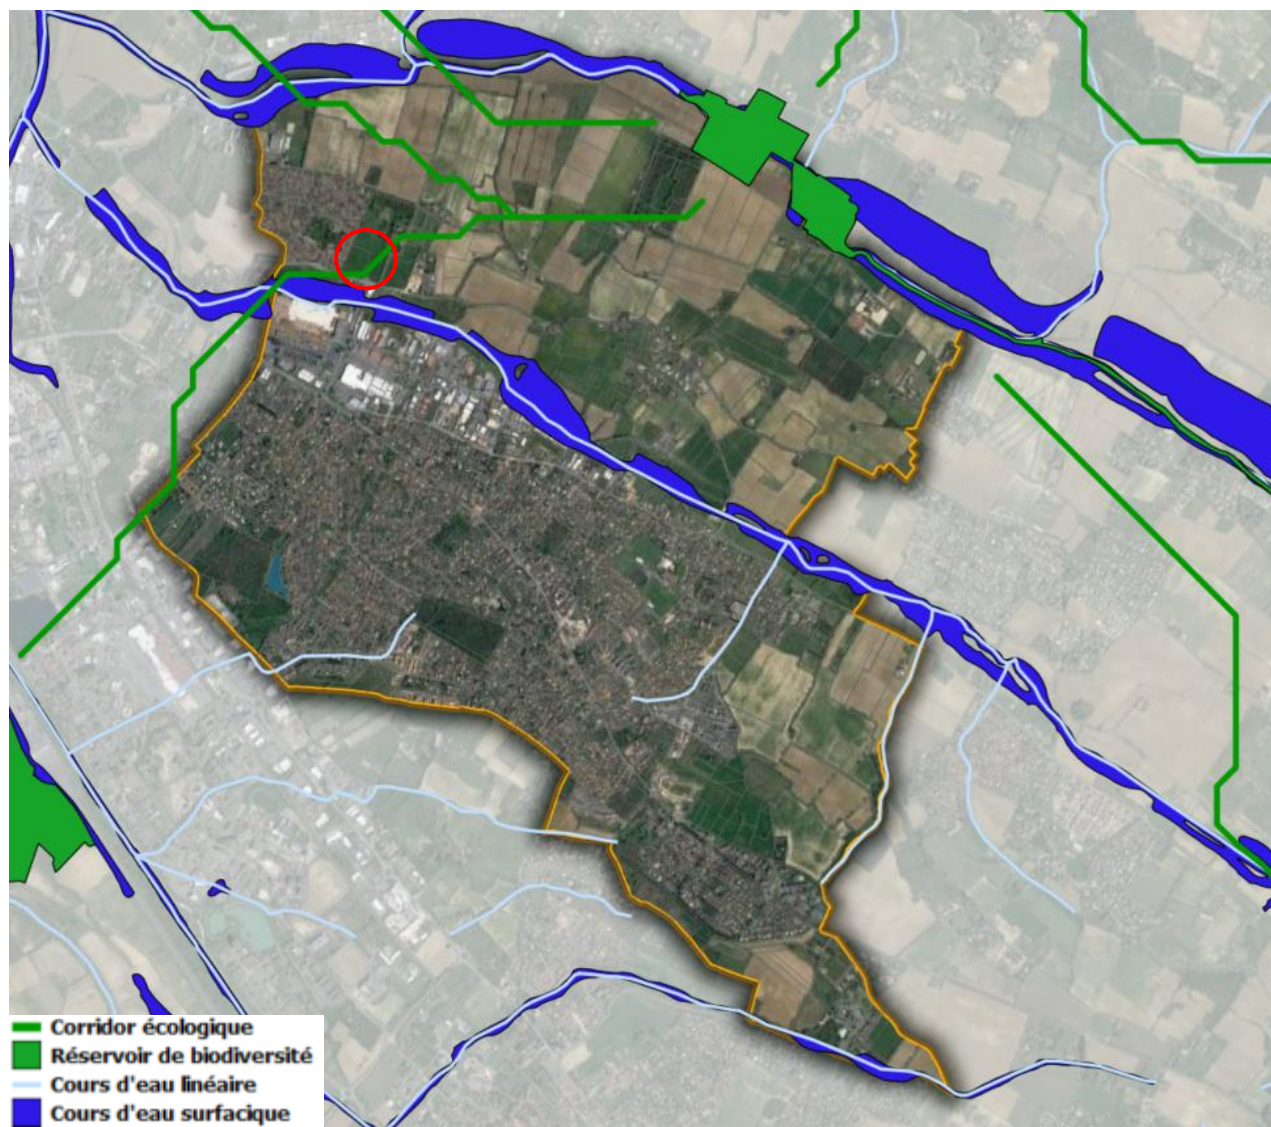 Corridor écologique
Réservoir de biodiversité
Cours d'eau linéaire
Cours d'eau surfacique